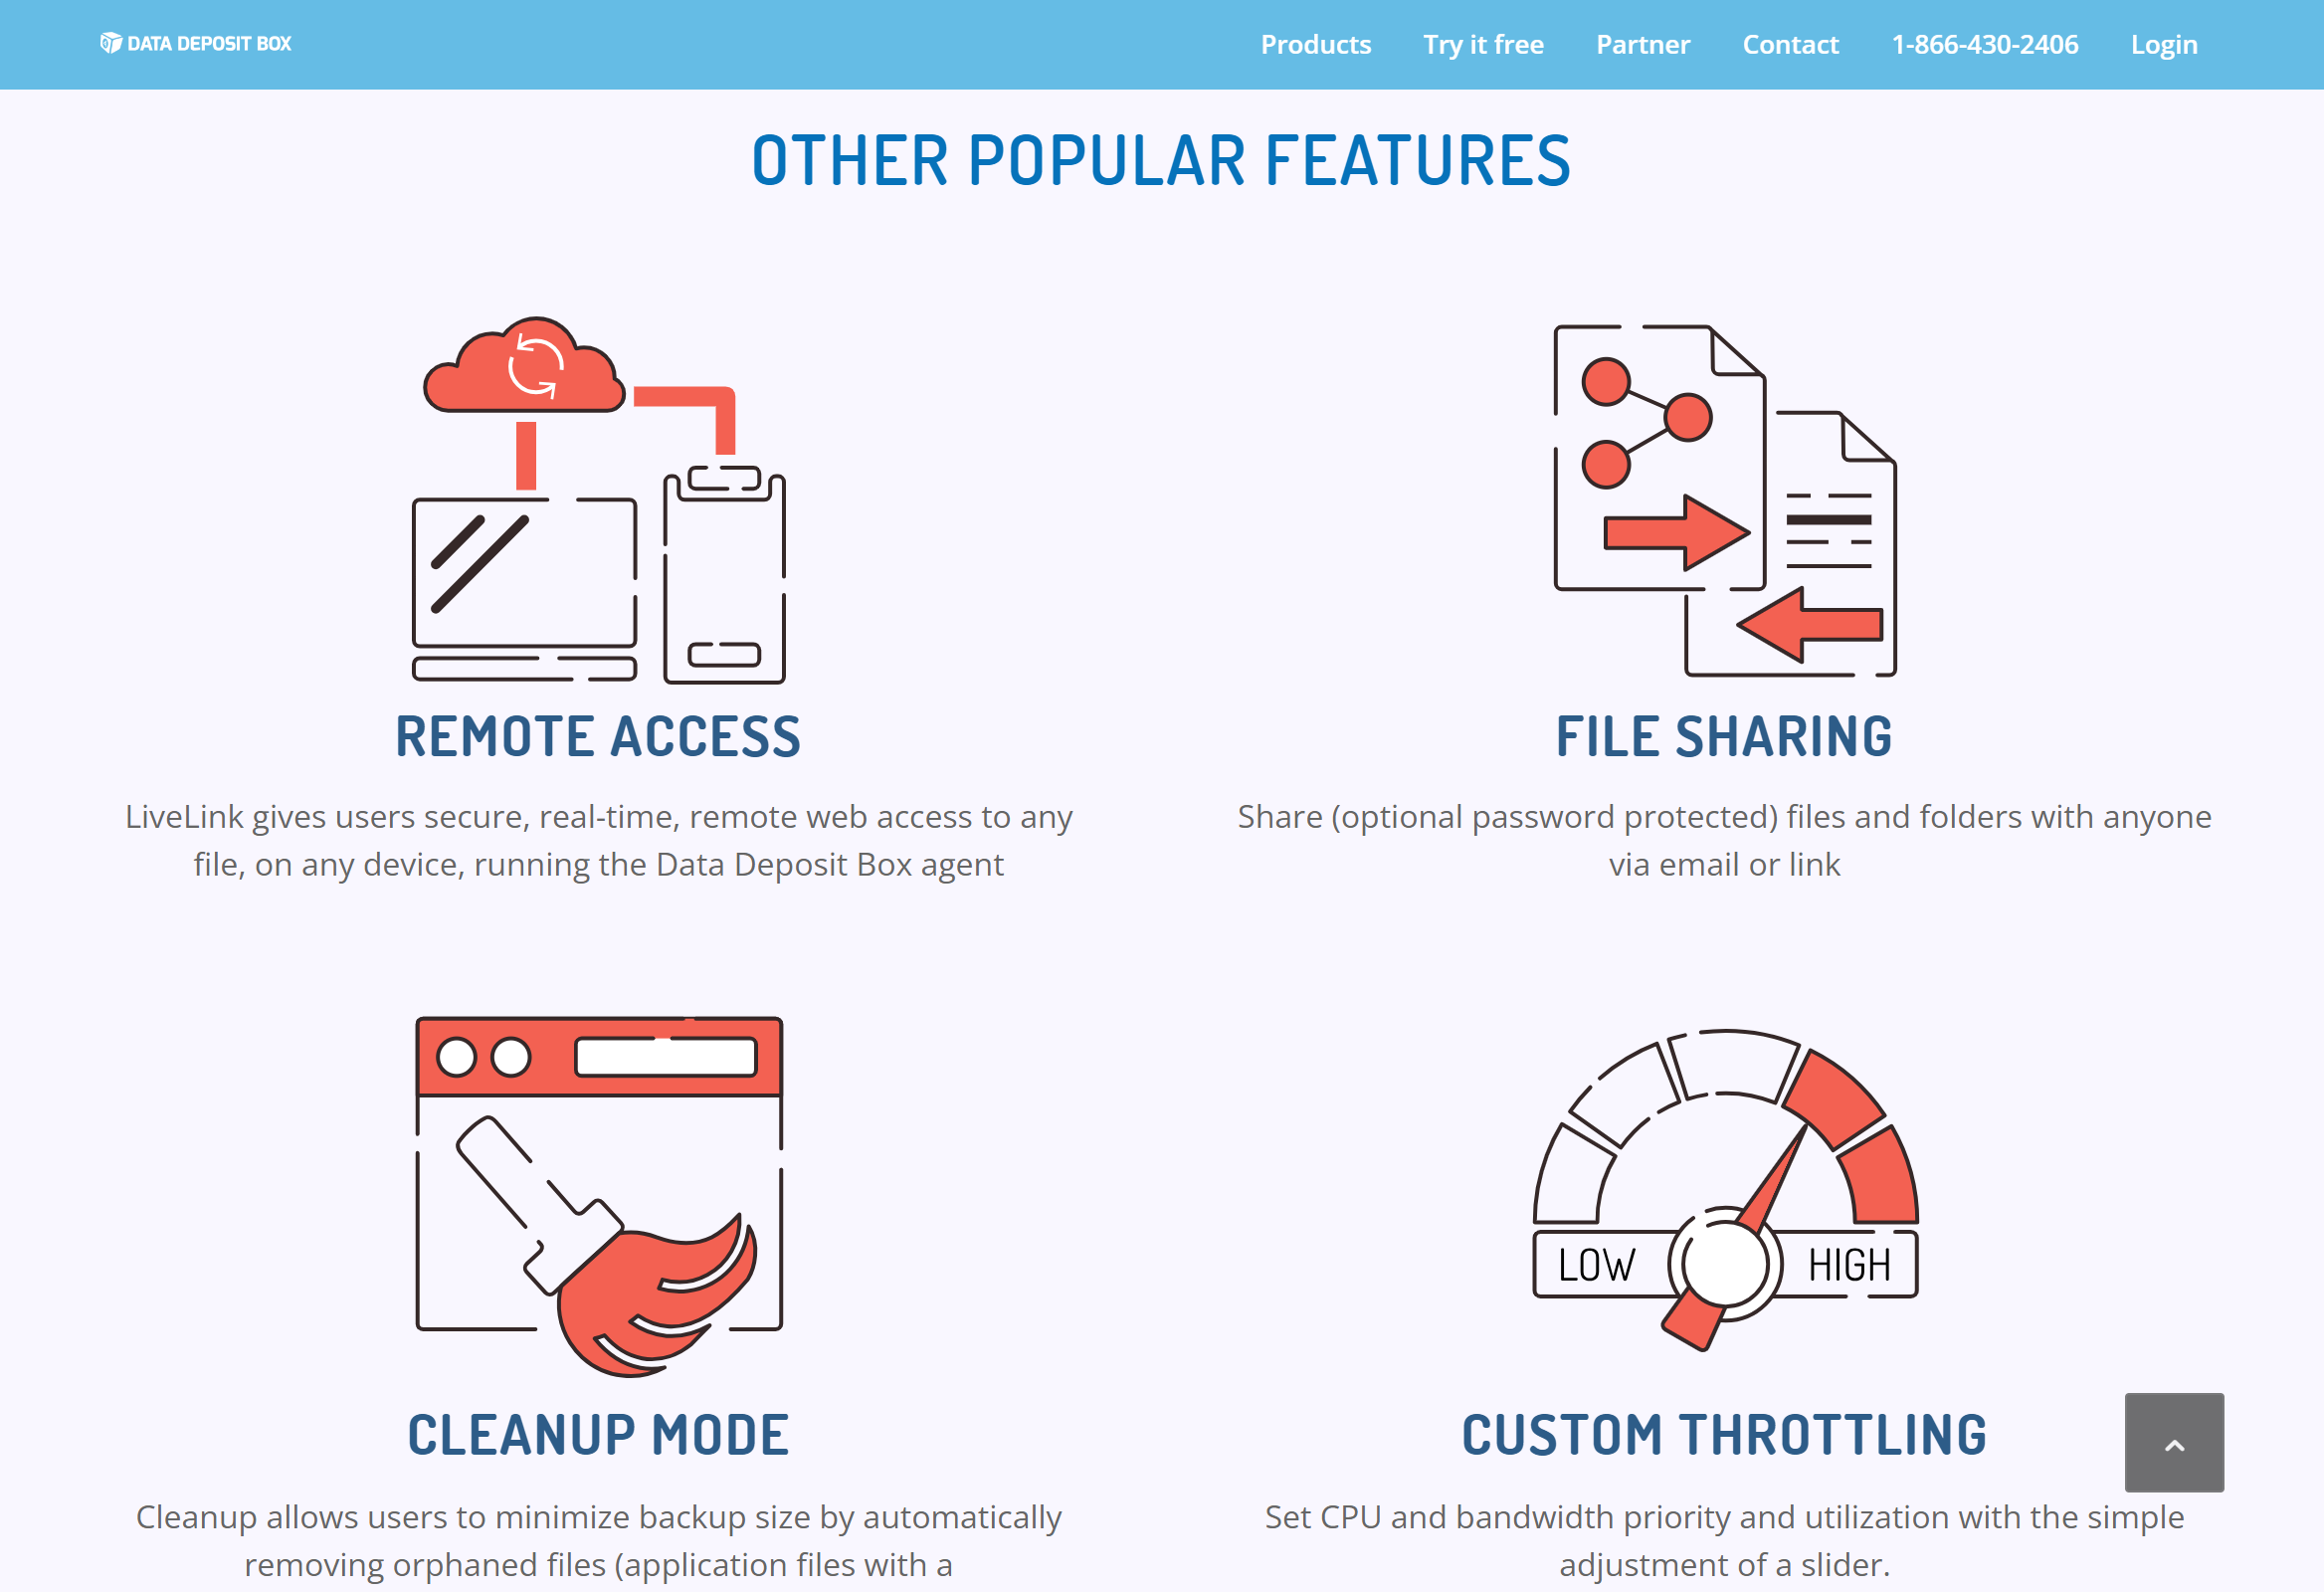 DATA DEPOSIT BOX
Products Try it free Partner Contact 1-866-430-2406 Login
OTHER POPULAR FEATURES
REMOTE ACCESS
LiveLink gives users secure, real-time, remote web access to any
file, on any device, running the Data Deposit Box agent
FILE SHARING
Share (optional password protected) files and folders with anyone
via email or link
CLEANUP MODE
Cleanup allows users to minimize backup size by automatically
removing orphaned files (application files with a
LOW HIGH
CUSTOM THROTTLING
Set CPU and bandwidth priority and utilization with the simple
adjustment of a slider.